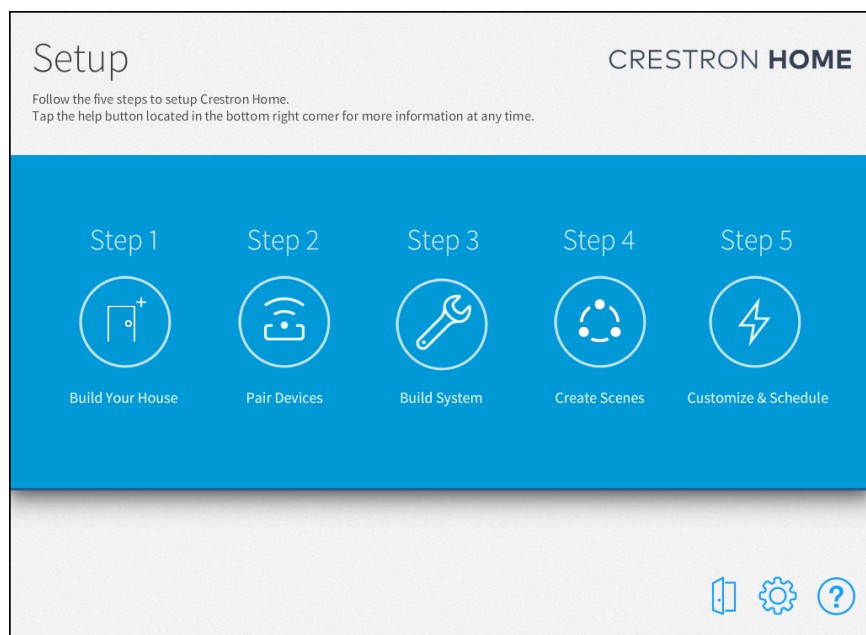 Setup
CRESTRON HOME
Follow the five steps to setup Crestron Home.
Tap the help button located in the bottom right corner for more information at any time.
Step 1
Step 2
Step 3
Step 4
Step 5
Build Your House
Pair Devices
Build System
Create Scenes
Customize & Schedule
?